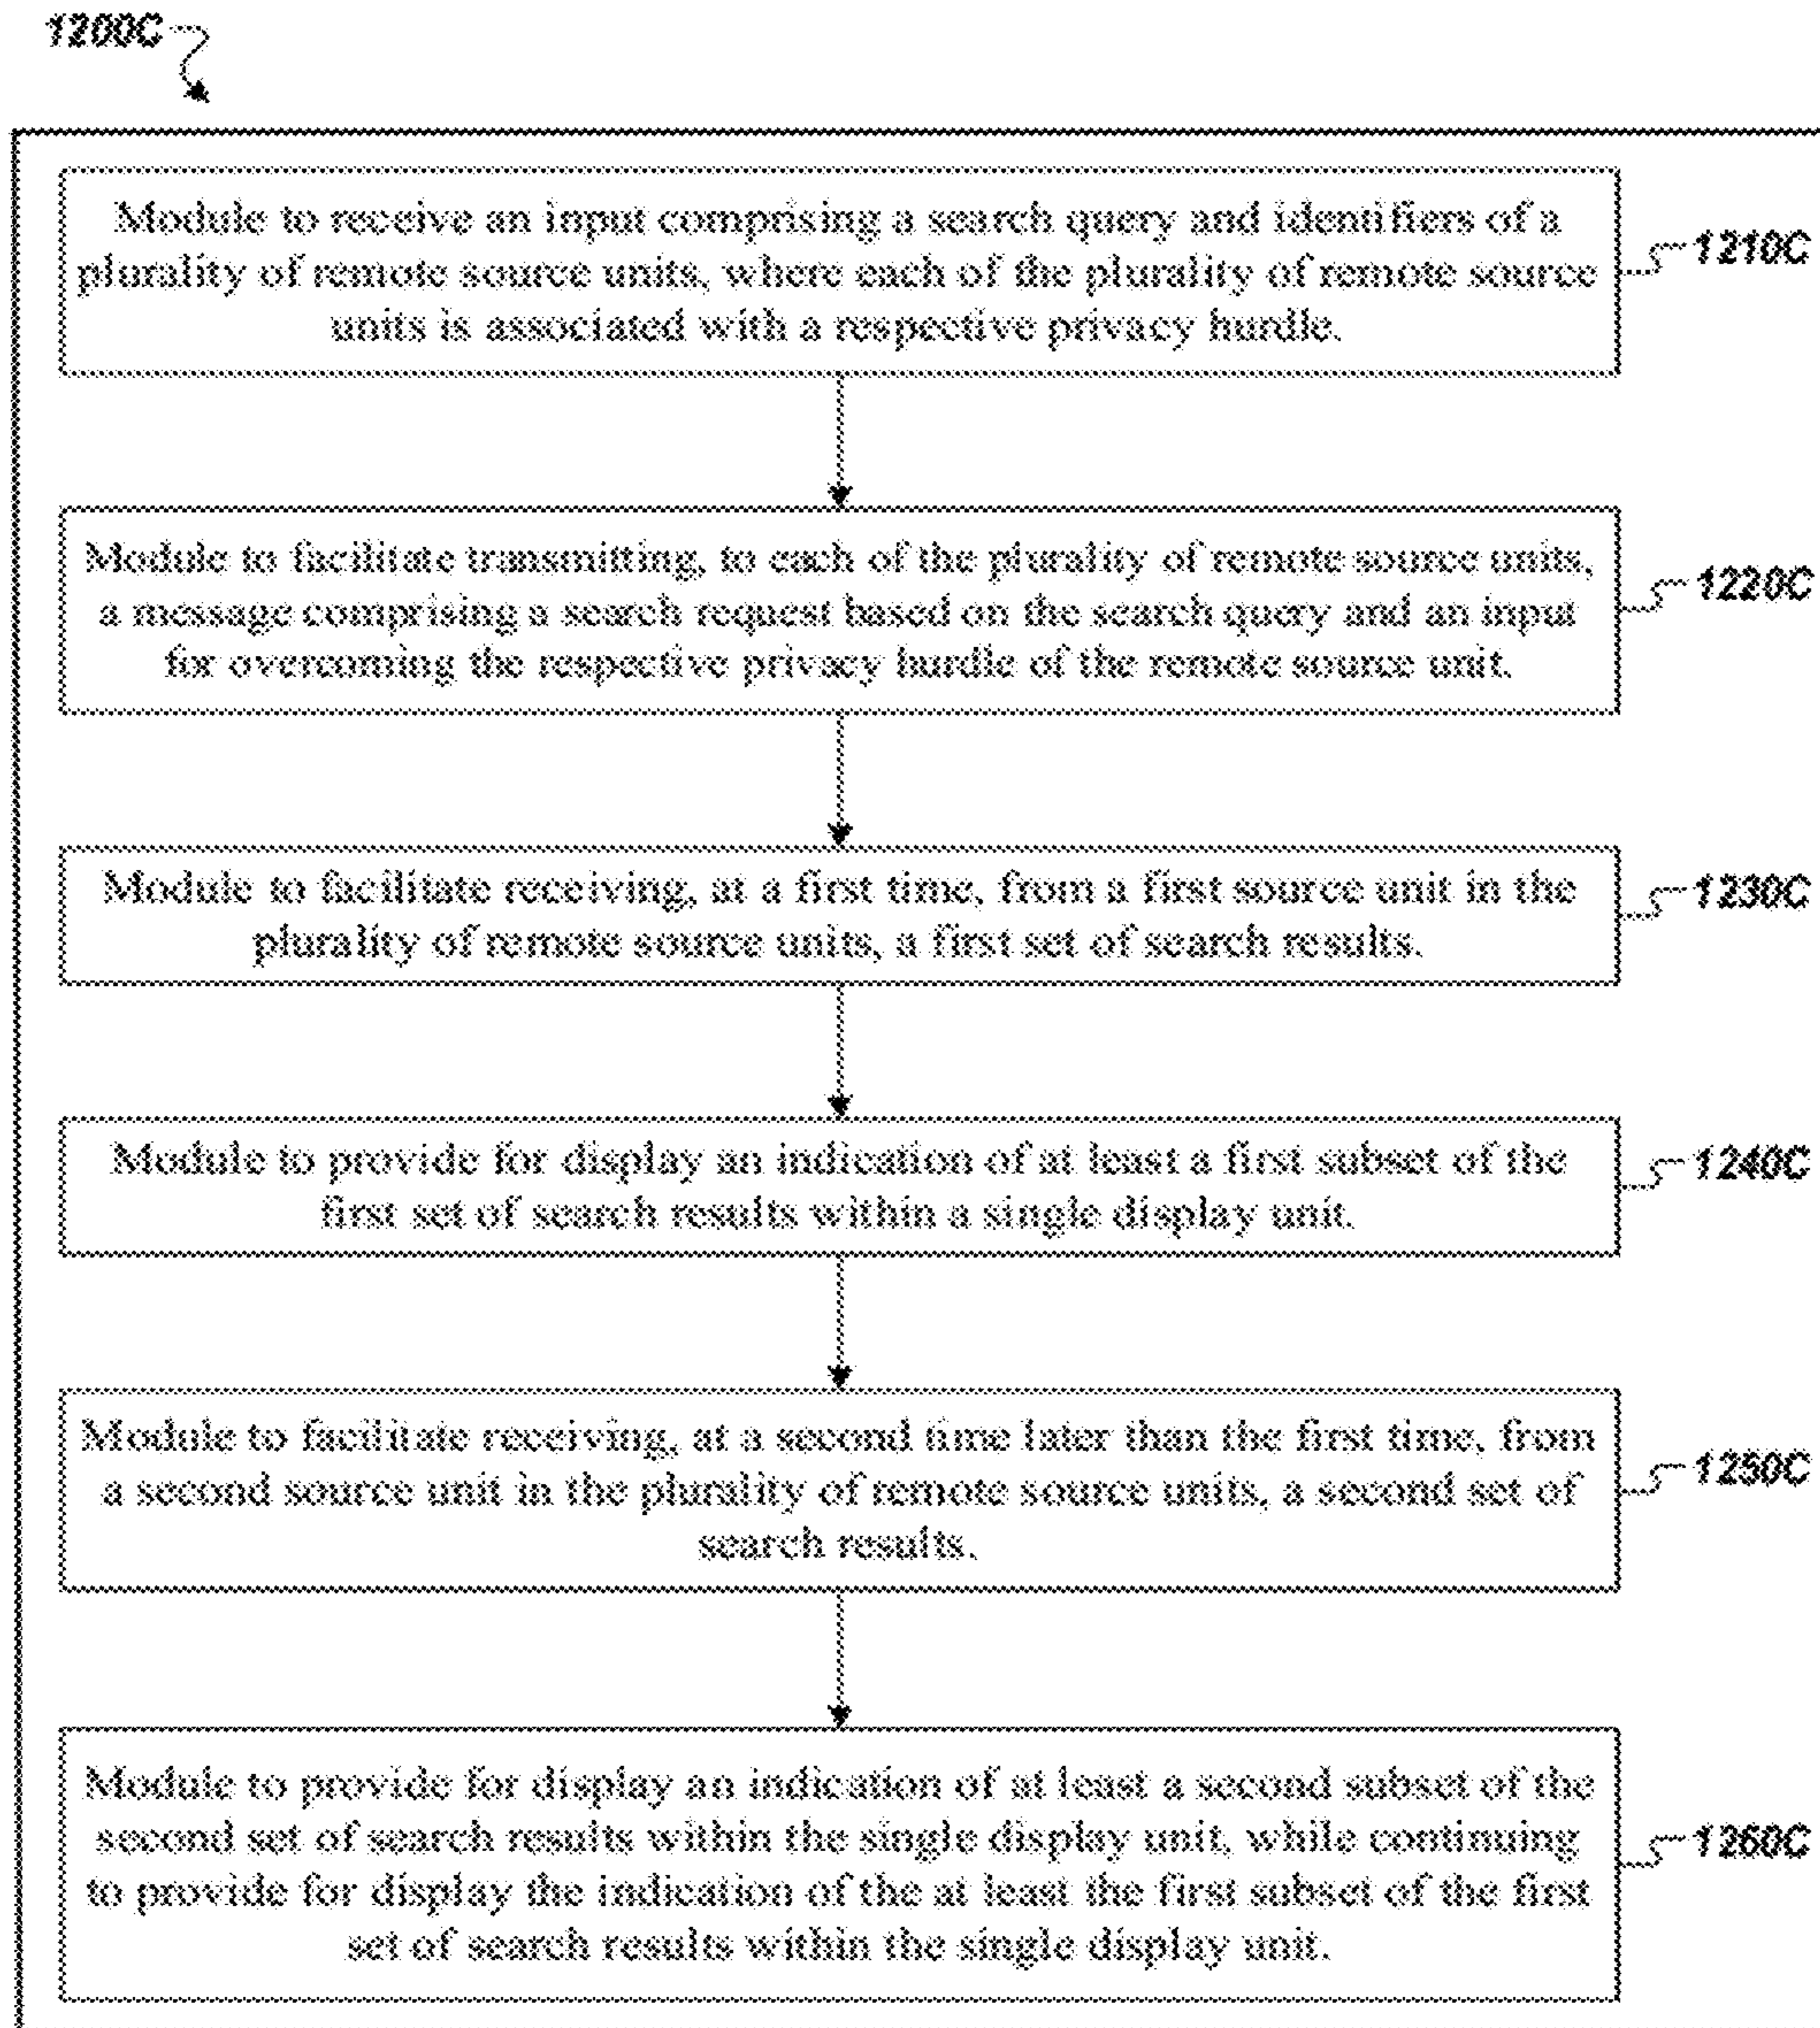 1200C
Module to receive an input comprising a search query and identifiers of a
plurality of remote source units, where each of the plurality of remote source
units is associated with a respective privacy hurdle.
1210C
Module to facilitate transmitting, to each of the plurality of remote source units,
a message comprising a search request based on the search query and an input
for overcoming the respective privacy hurdle of the remote source unit.
1220C
Module to facilitate receiving, at a first time, from a first source unit in the
plurality of remote source units, a first set of search results.
1230C
Module to provide for display an indication of at least a first subset of the
first set of search results within a single display unit.
1240C
Module to facilitate receiving, at a second time later than the first time, from
a second source unit in the plurality of remote source units, a second set of
search results.
1250C
Module to provide for display an indication of at least a second subset of the
second set of search results within the single display unit, while continuing
to provide for display the indication of the at least the first subset of the first
set of search results within the single display unit.
1260C